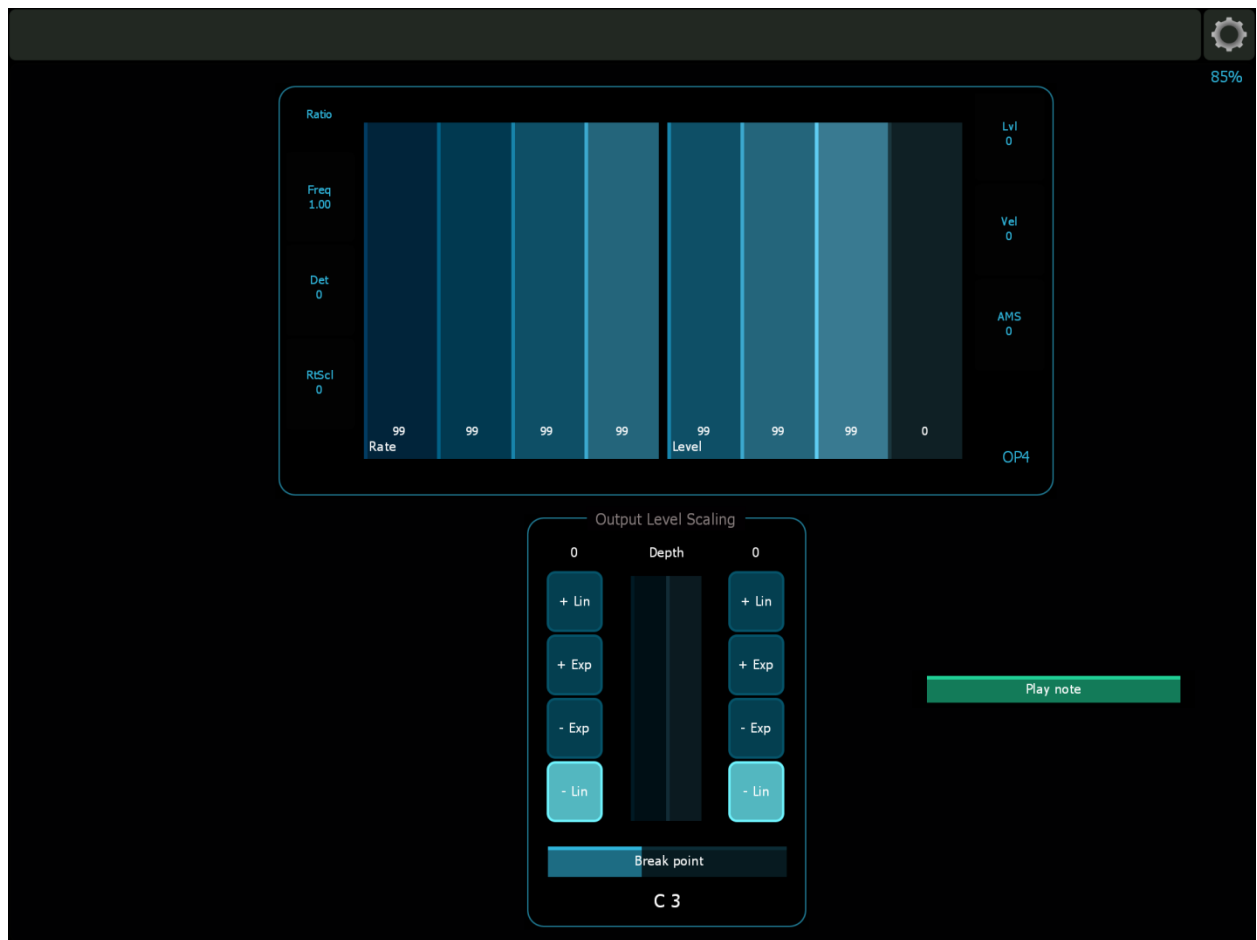 85%
Ratio
Freq
1.00
Det
0
RtScl
0
99 99 99 99 99 99 99 0
Rate Level
Lvl
0
Vel
0
AMS
0
OP4
Output Level Scaling
0 Depth 0
+ Lin + Lin
+ Exp + Exp
- Exp - Exp
- Lin - Lin
Break point
C 3
Play note